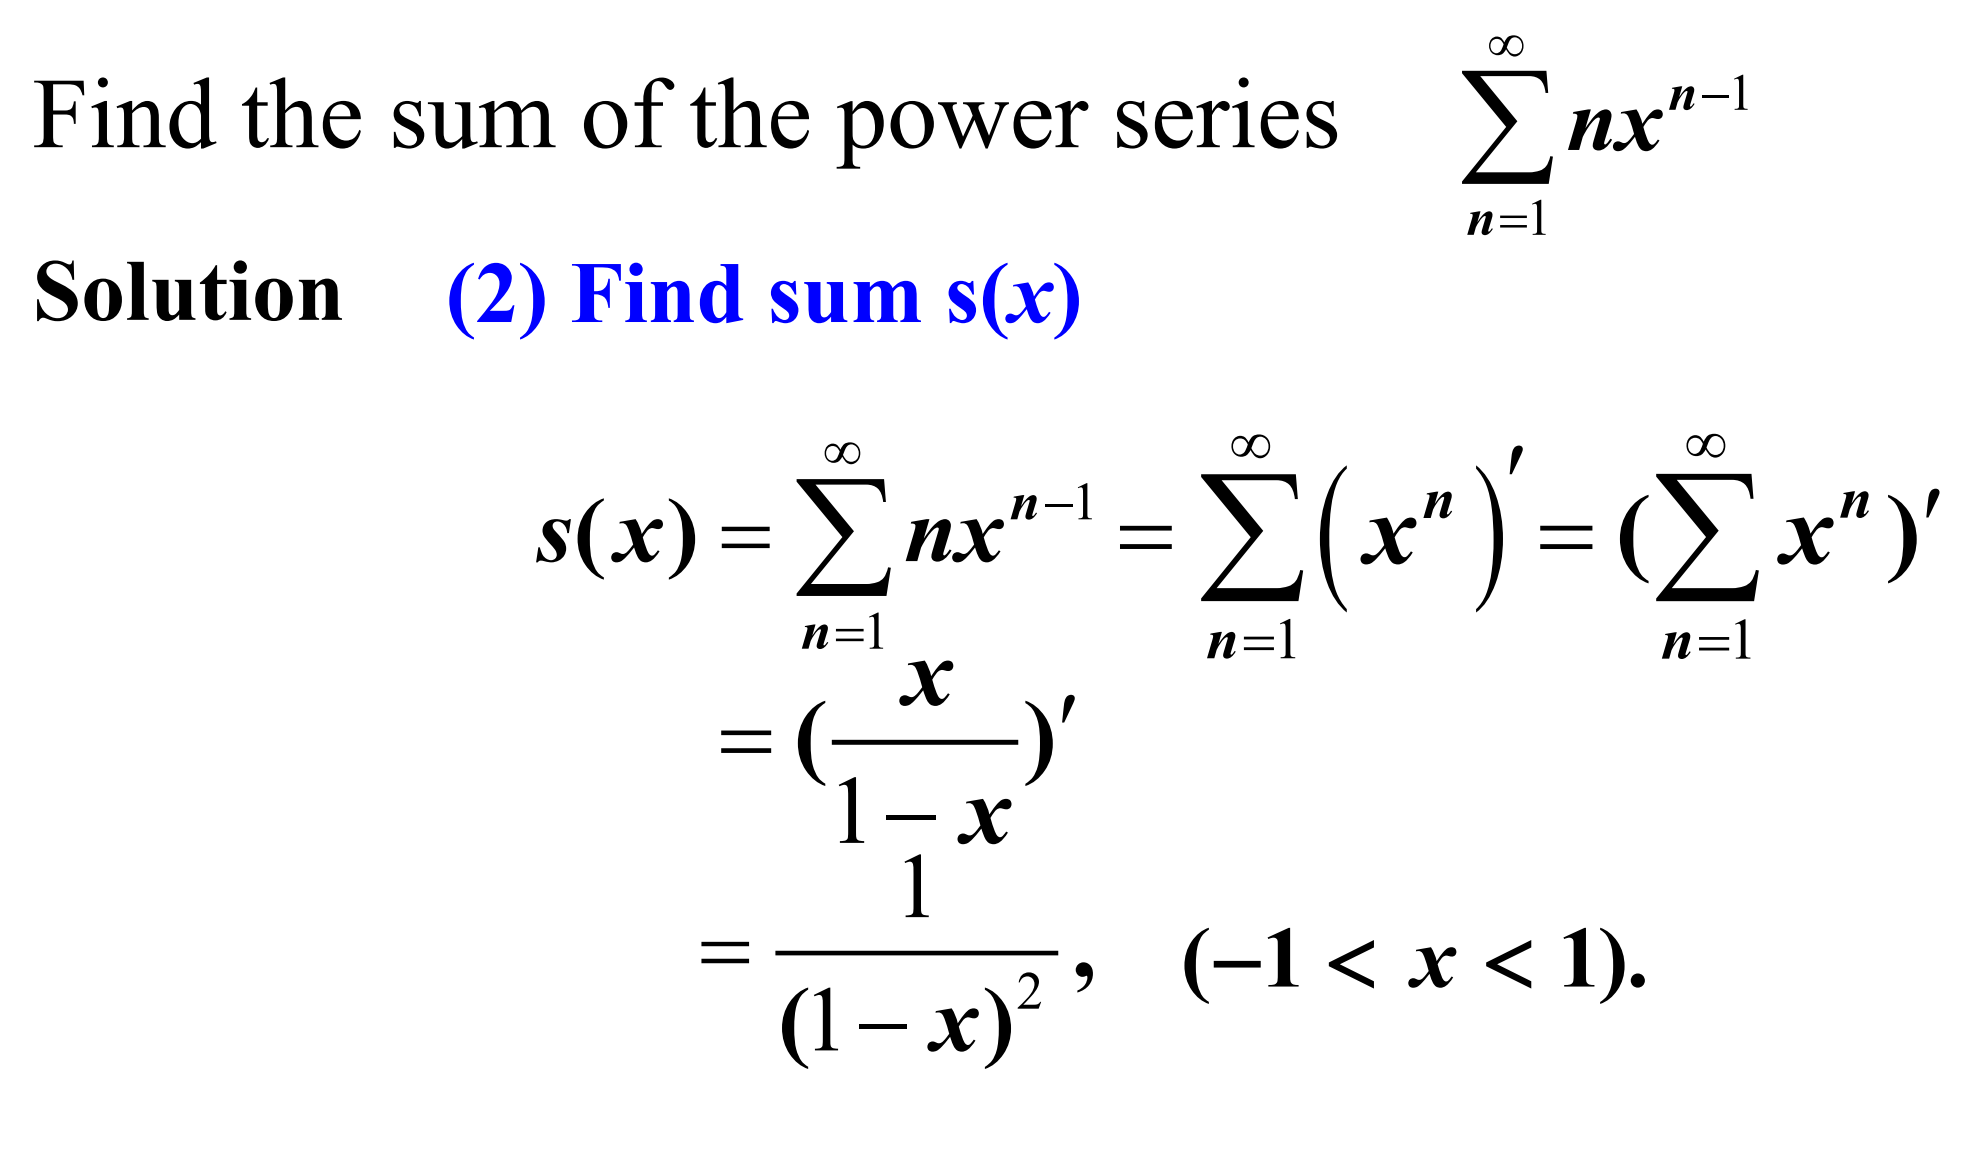 Find the sum of the power series $\sum_{n=1}^{\infty} nx^{n-1}$
Solution (2) Find sum s(x)
$s(x) = \sum_{n=1}^{\infty} nx^{n-1} = \sum_{n=1}^{\infty} \left( x^n \right)' = (\sum_{n=1}^{\infty} x^n)'$
$= (\frac{x}{1-x})'$
$= \frac{1}{(1-x)^2}, \quad (-1 < x < 1).$